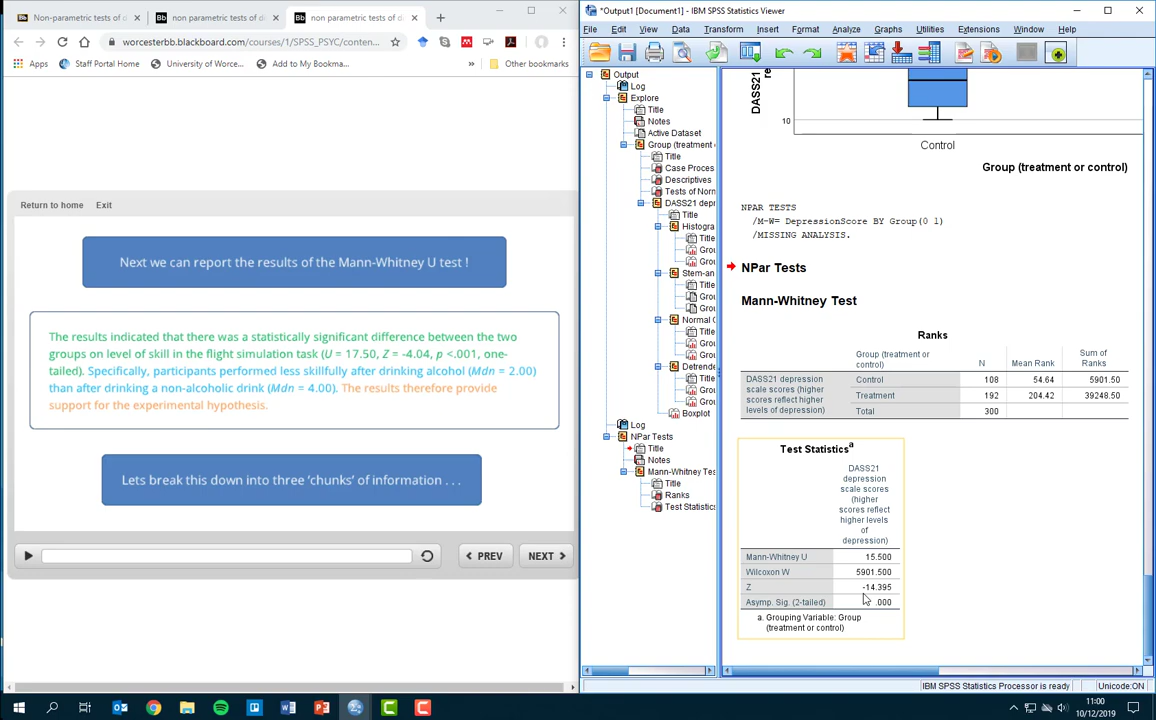 Non-parametric tests of d
non parametric tests of di
non parametric tests of di
worcesterbb.blackboard.com/courses/1/SPSS_PSYC/conten...
Apps
Staff Portal Home
University of Worce...
Add to My Bookma...
»
Other bookmarks
Return to home
Exit
Next we can report the results of the Mann-Whitney U test !
The results indicated that there was a statistically significant difference between the two
groups on level of skill in the flight simulation task (U = 17.50, Z = -4.04, p <.001, one-
tailed). Specifically, participants performed less skillfully after drinking alcohol (Mdn = 2.00)
than after drinking a non-alcoholic drink (Mdn = 4.00). The results therefore provide
support for the experimental hypothesis.
Lets break this down into three ‘chunks’ of information . . .
PREV
NEXT
*Output1 [Document1] - IBM SPSS Statistics Viewer
File Edit View Data Transform Insert Format Analyze Graphs Utilities Extensions Window Help
Output
Log
Explore
Title
Notes
Active Dataset
Group (treatment o
Title
Case Proces
Descriptives
Tests of Norm
DASS21 depr
Title
Histogra
Title
Gro
Gro
Stem-an
Title
Gro
Gro
Normal Q
Title
Gro
Gro
Detrende
Title
Gro
Gro
Boxplot
Log
NPar Tests
Title
Notes
Mann-Whitney Tes
Title
Ranks
Test Statistics
DASS21
re
10
Control
Group (treatment or control)
NPAR TESTS
/M-W= DepressionScore BY Group(0 1)
/MISSING ANALYSIS.
NPar Tests
Mann-Whitney Test
Ranks
Group (treatment or control) N Mean Rank Sum of Ranks
DASS21 depression scale scores (higher scores reflect higher levels of depression)
Control 108 54.64 5901.50
Treatment 192 204.42 39248.50
Total 300
Test Statisticsa
DASS21
depression
scale scores
(higher
scores reflect
higher levels
of
depression)
Mann-Whitney U 15.500
Wilcoxon W 5901.500
Z -14.395
Asymp. Sig. (2-tailed) .000
a. Grouping Variable: Group
(treatment or control)
IBM SPSS Statistics Processor is ready
Unicode:ON
11:00
10/12/2019